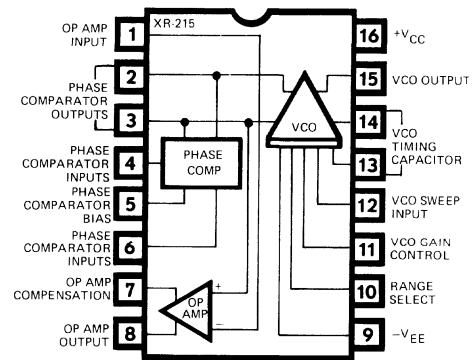 XR-215
OP AMP
INPUT
1
2
PHASE
COMPARATOR
OUTPUTS
3
PHASE
COMPARATOR
INPUTS
4
PHASE
COMPARATOR
BIAS
5
PHASE
COMPARATOR
INPUTS
6
OP AMP
COMPENSATION
7
OP AMP
OUTPUT
8
PHASE
COMP
VCO
+
OP
AMP
−
16
+VCC
15
VCO OUTPUT
14
VCO
TIMING
CAPACITOR
13
12
VCO SWEEP
INPUT
11
VCO GAIN
CONTROL
10
RANGE
SELECT
9
−VEE